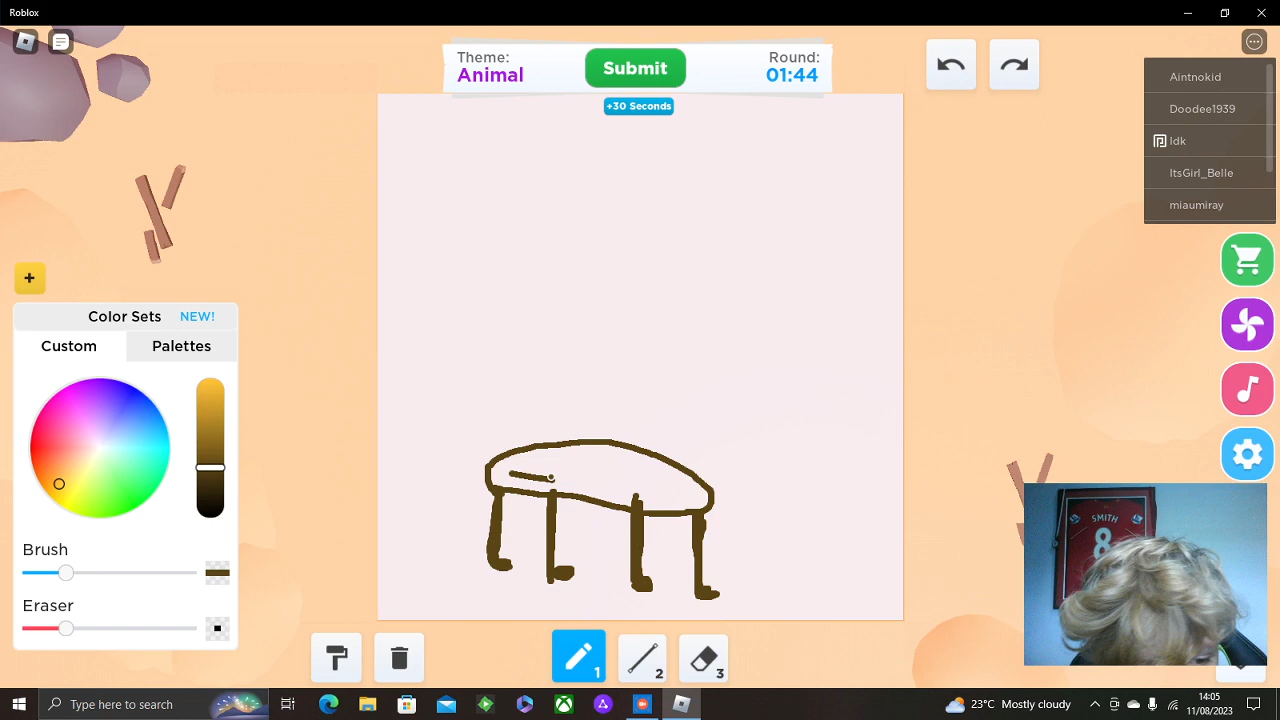 Roblox
Theme:
Animal
Submit
Round:
01:44
+30 Seconds
Aintnokid
Doodee1939
Idk
ItsGirl_Belle
miaumiray
+
Color Sets NEW!
Custom Palettes
Brush
Eraser
1
2
3
SMITH
8
Type here to search
23°C Mostly cloudy
14:05
11/08/2023